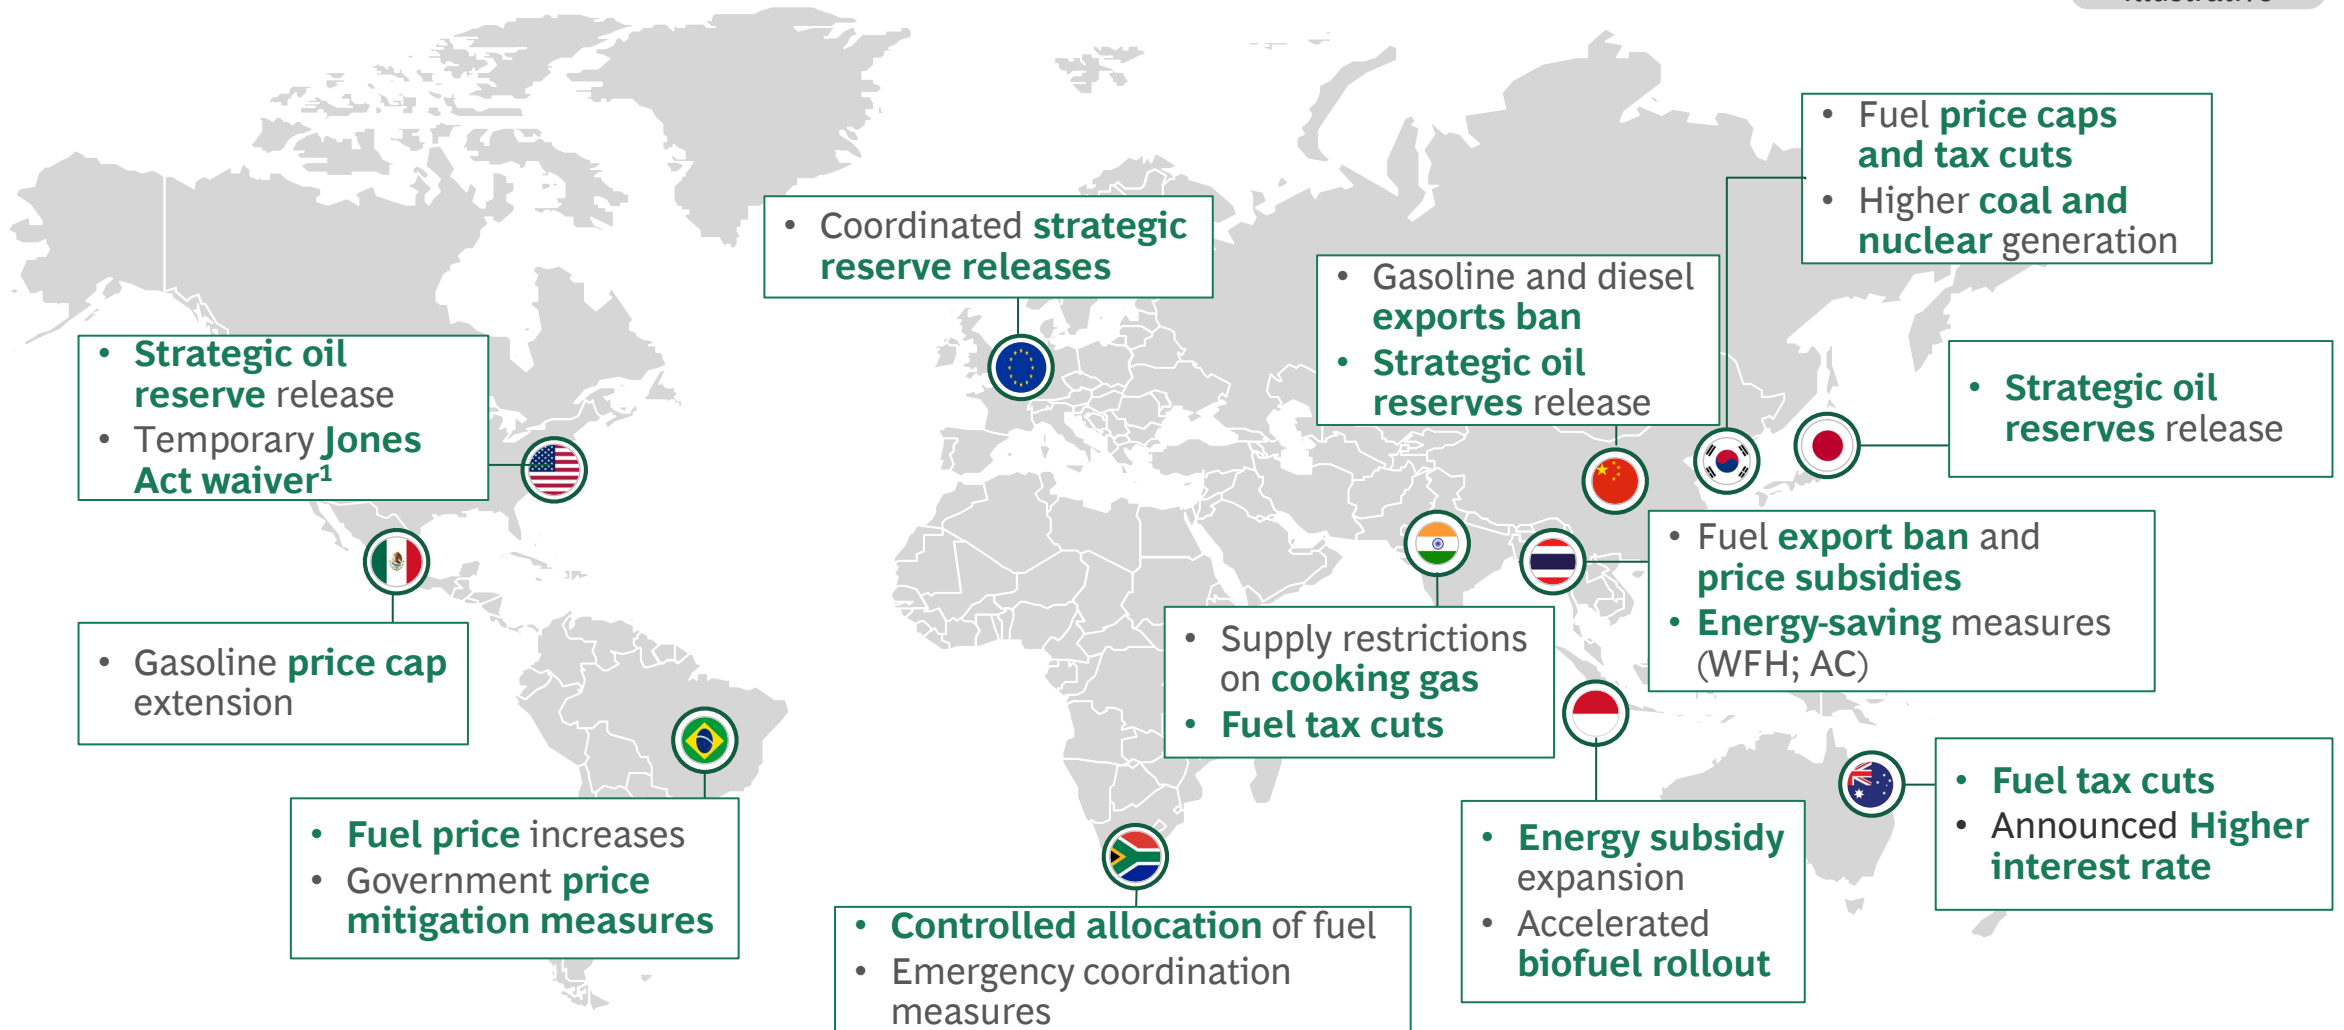 • Fuel price caps
and tax cuts
• Higher coal and
nuclear generation
• Coordinated strategic
reserve releases
• Gasoline and diesel
exports ban
• Strategic oil
reserves release
• Strategic oil
reserve release
• Temporary Jones
Act waiver¹
• Strategic oil
reserves release
• Fuel export ban and
price subsidies
• Energy-saving measures
(WFH; AC)
• Gasoline price cap
extension
• Supply restrictions
on cooking gas
• Fuel tax cuts
• Fuel tax cuts
• Announced Higher
interest rate
• Fuel price increases
• Government price
mitigation measures
• Energy subsidy
expansion
• Accelerated
biofuel rollout
• Controlled allocation of fuel
• Emergency coordination
measures